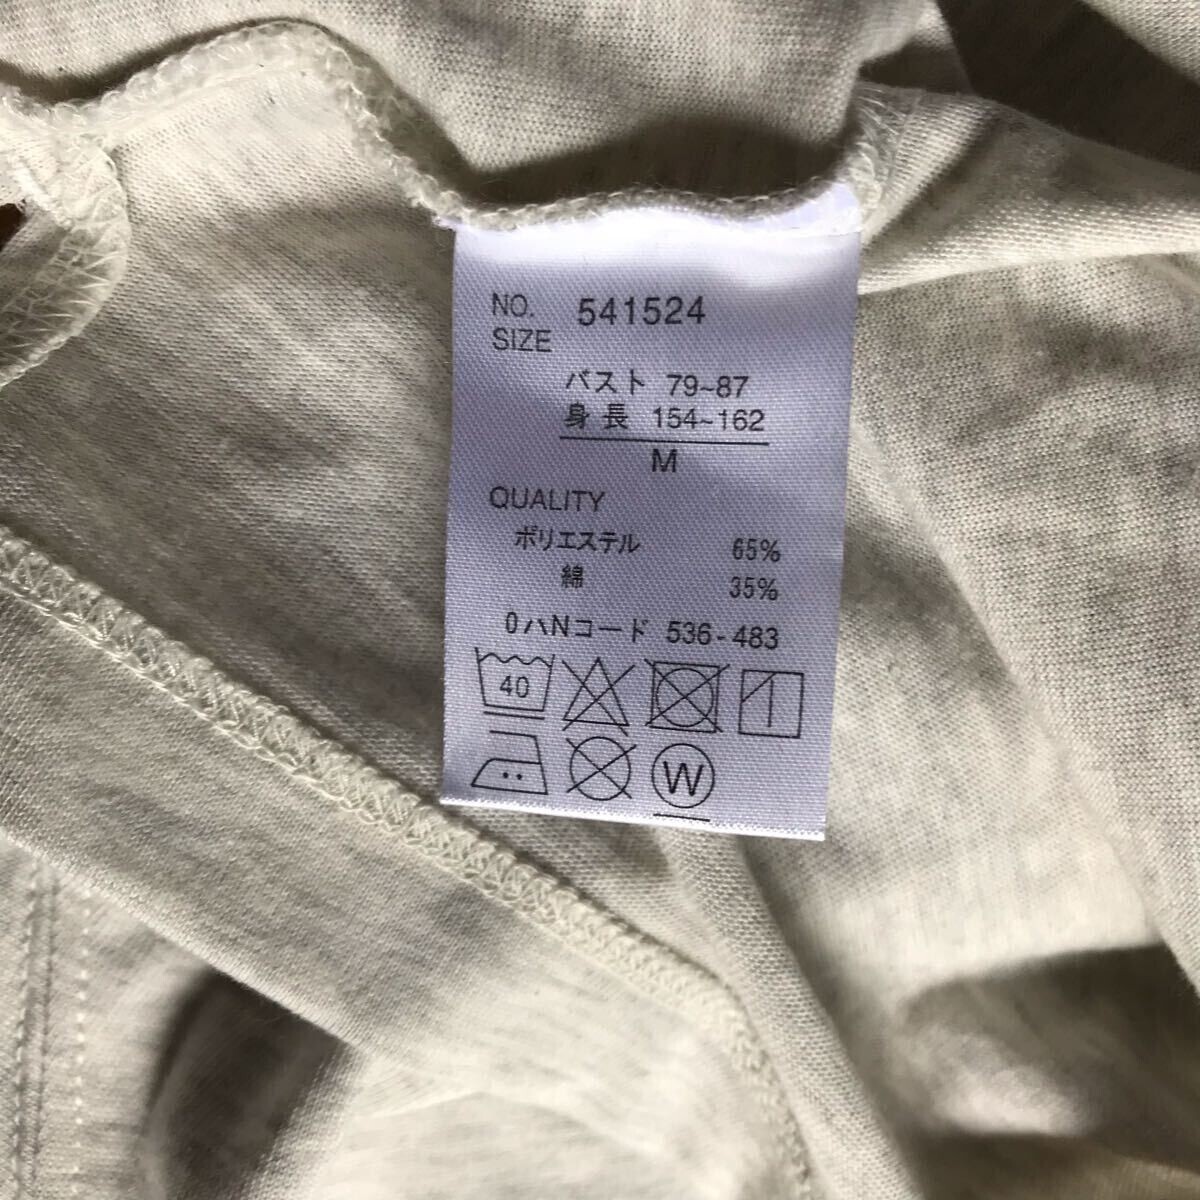 NO. 541524
SIZE
バスト 79~87
身長 154~162
M
QUALITY
ポリエステル 65%
綿 35%
0ハNコード 536-483
40
W